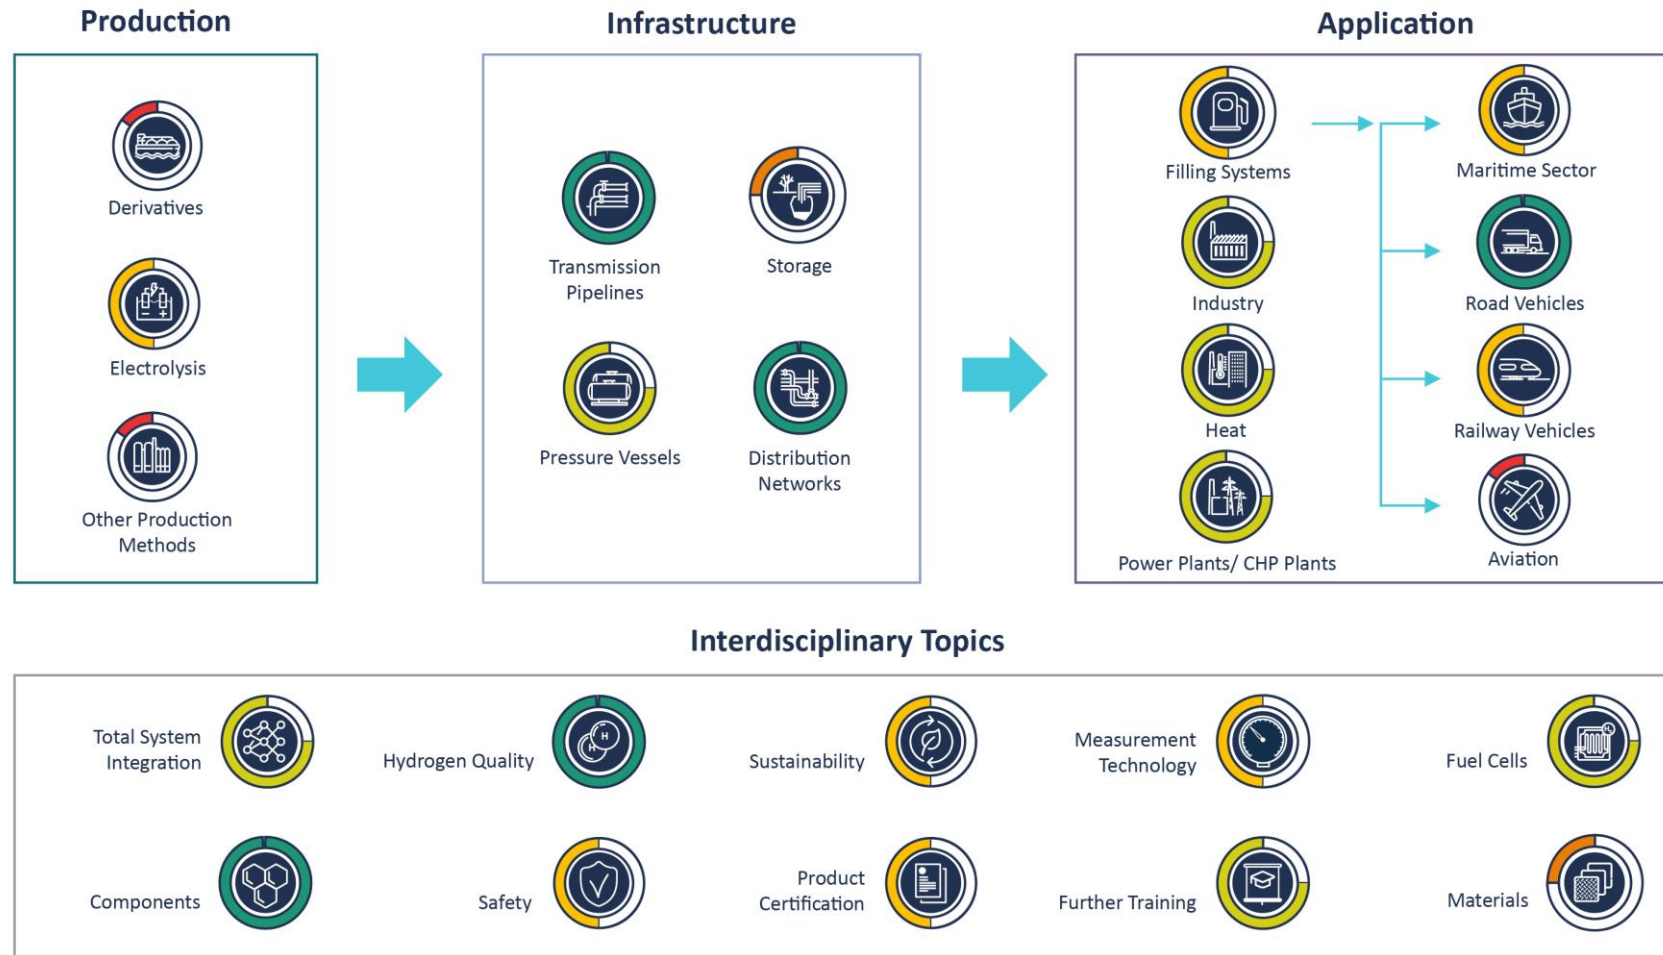 Production
Infrastructure
Application
Derivatives
Electrolysis
Other Production
Methods
Transmission
Pipelines
Storage
Pressure Vessels
Distribution
Networks
Filling Systems
Maritime Sector
Industry
Road Vehicles
Heat
Railway Vehicles
Power Plants/ CHP Plants
Aviation
Interdisciplinary Topics
Total System
Integration
Hydrogen Quality
H
H
Sustainability
Measurement
Technology
Fuel Cells
H₂
Components
Safety
Product
Certification
Further Training
Materials